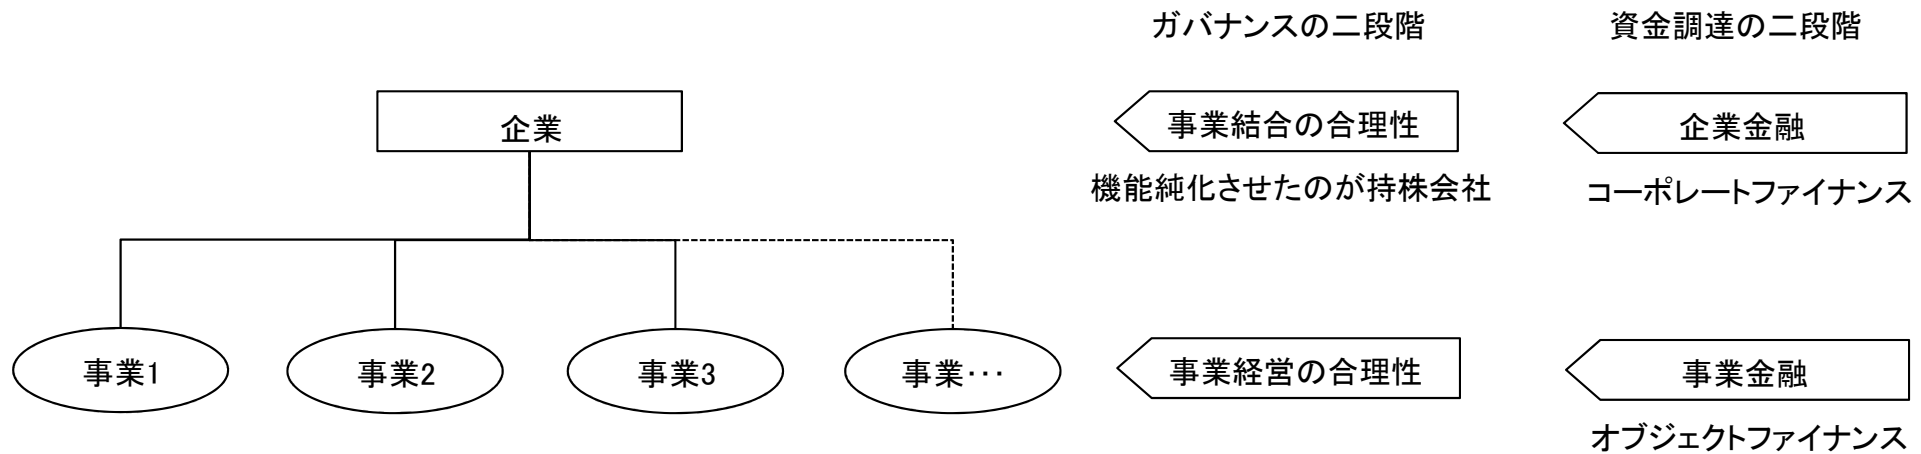 ガバナンスの二段階
資金調達の二段階
企業
事業結合の合理性
企業金融
機能純化させたのが持株会社
コーポレートファイナンス
事業1
事業2
事業3
事業･･･
事業経営の合理性
事業金融
オブジェクトファイナンス